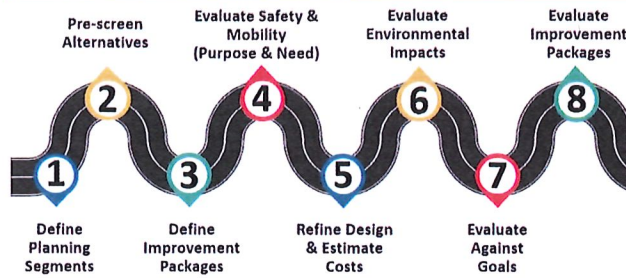 Pre-screen
Alternatives
Evaluate Safety &
Mobility
(Purpose & Need)
Evaluate
Environmental
Impacts
Evaluate
Improvement
Packages
2
4
6
8
1
3
5
7
Define
Planning
Segments
Define
Improvement
Packages
Refine Design
& Estimate
Costs
Evaluate
Against
Goals